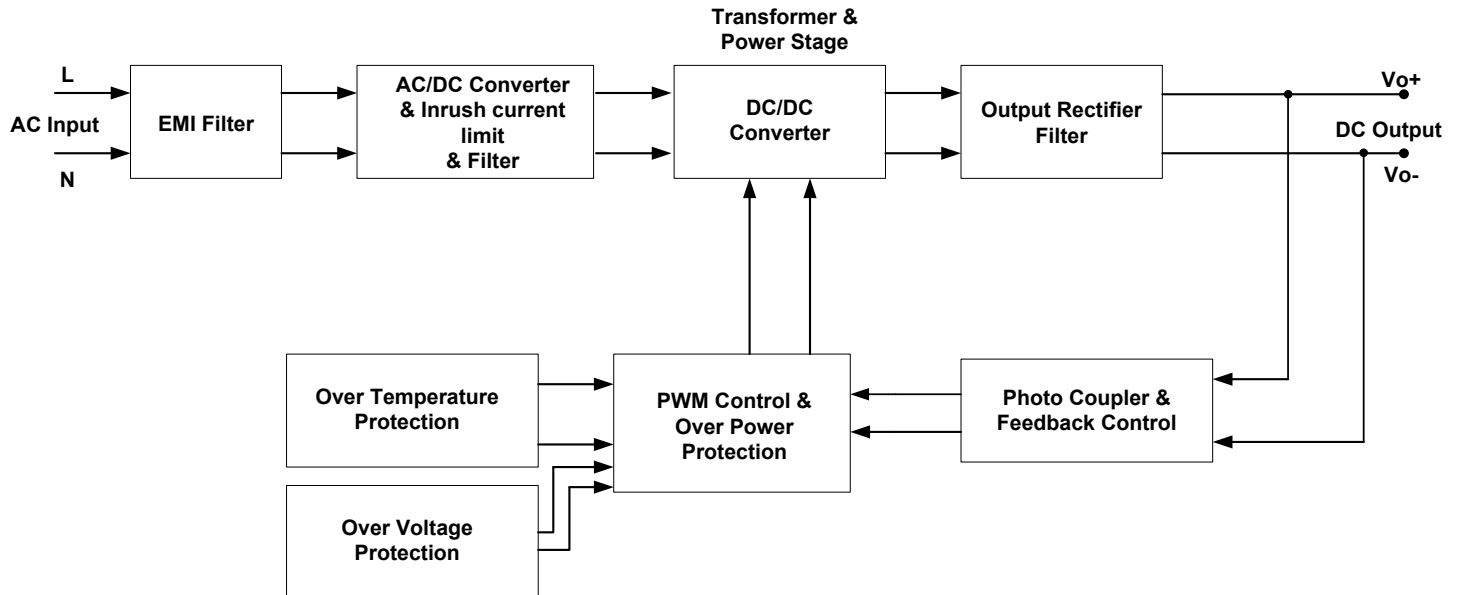 Transformer &
Power Stage
L
AC Input
N
EMI Filter
AC/DC Converter
& Inrush current
limit
& Filter
DC/DC
Converter
Output Rectifier
Filter
Vo+
DC Output
Vo-
Over Temperature
Protection
PWM Control &
Over Power
Protection
Photo Coupler &
Feedback Control
Over Voltage
Protection